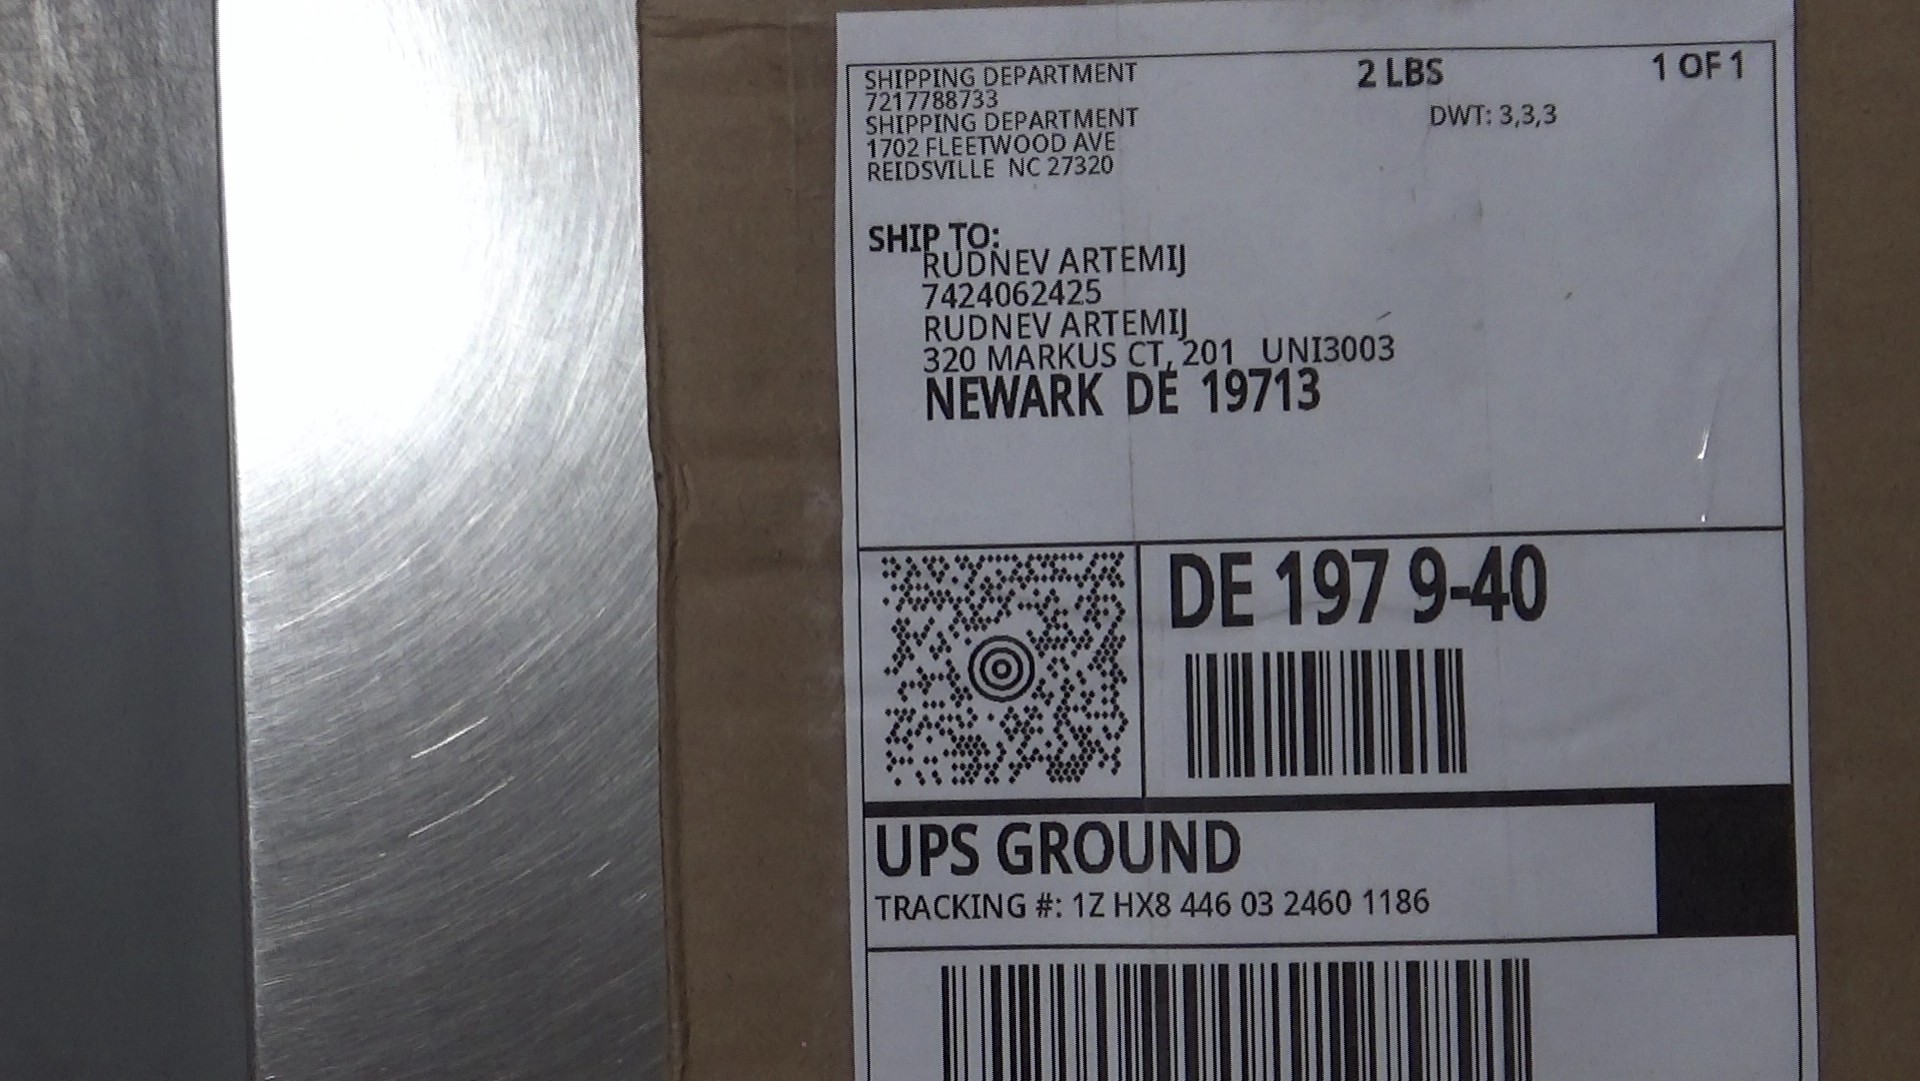 SHIPPING DEPARTMENT
7217788733
SHIPPING DEPARTMENT
1702 FLEETWOOD AVE
REIDSVILLE NC 27320
2 LBS
1 OF 1
DWT: 3,3,3
SHIP TO:
RUDNEV ARTEMIJ
7424062425
RUDNEV ARTEMIJ
320 MARKUS CT, 201 UNI3003
NEWARK DE 19713
DE 197 9-40
UPS GROUND
TRACKING #: 1Z HX8 446 03 2460 1186